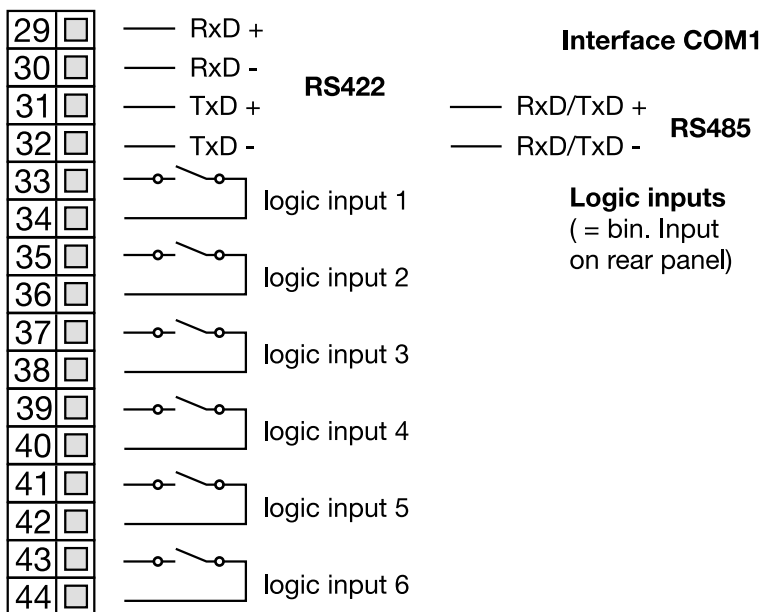 29 RxD + Interface COM1
30 RxD - RS422
31 TxD + RxD/TxD + RS485
32 TxD - RxD/TxD -
33 logic input 1 Logic inputs
34 ( = bin. Input
35 logic input 2 on rear panel)
36
37 logic input 3
38
39 logic input 4
40
41 logic input 5
42
43 logic input 6
44